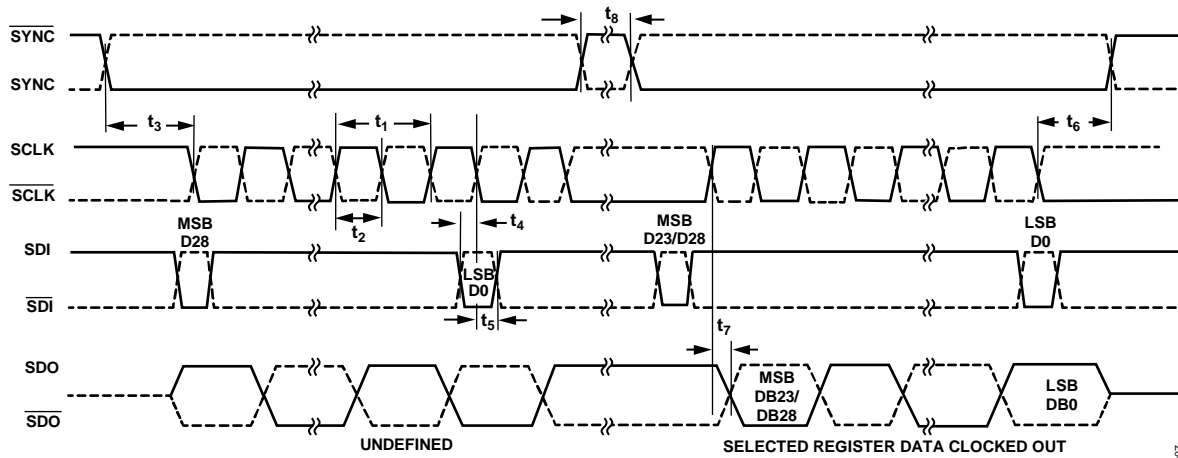 t8
SYNC
SYNC
t3
t1
t6
SCLK
SCLK
t2
t4
MSB
D28
MSB
D23/D28
LSB
D0
SDI
LSB
D0
SDI
t5
t7
SDO
MSB
DB23/
DB28
LSB
DB0
SDO
UNDEFINED
SELECTED REGISTER DATA CLOCKED OUT